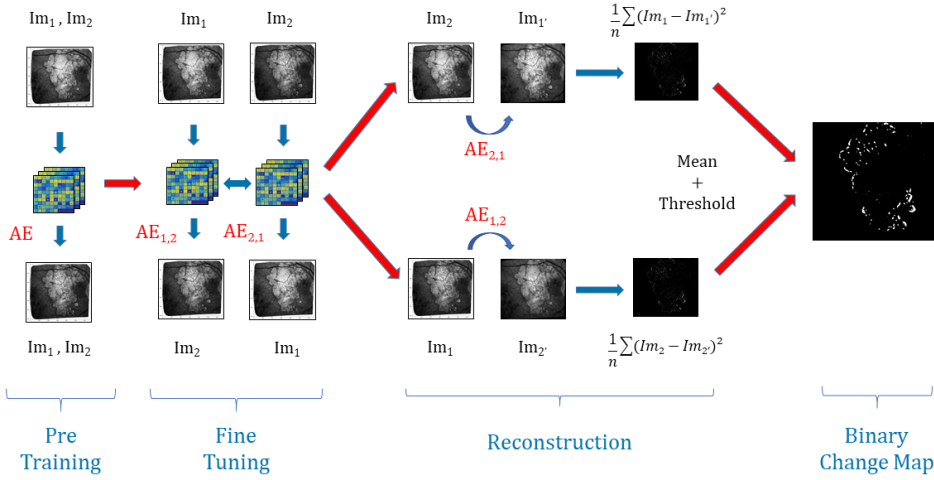 Im₁ , Im₂
Im₁
Im₂
Im₂
Im₁′
1/n ∑(Im₁ − Im₁′)²
AE
AE₁,₂
AE₂,₁
AE₂,₁
AE₁,₂
Mean
+
Threshold
Im₁ , Im₂
Im₂
Im₁
Im₁
Im₂′
1/n ∑(Im₂ − Im₂′)²
Pre
Training
Fine
Tuning
Reconstruction
Binary
Change Map